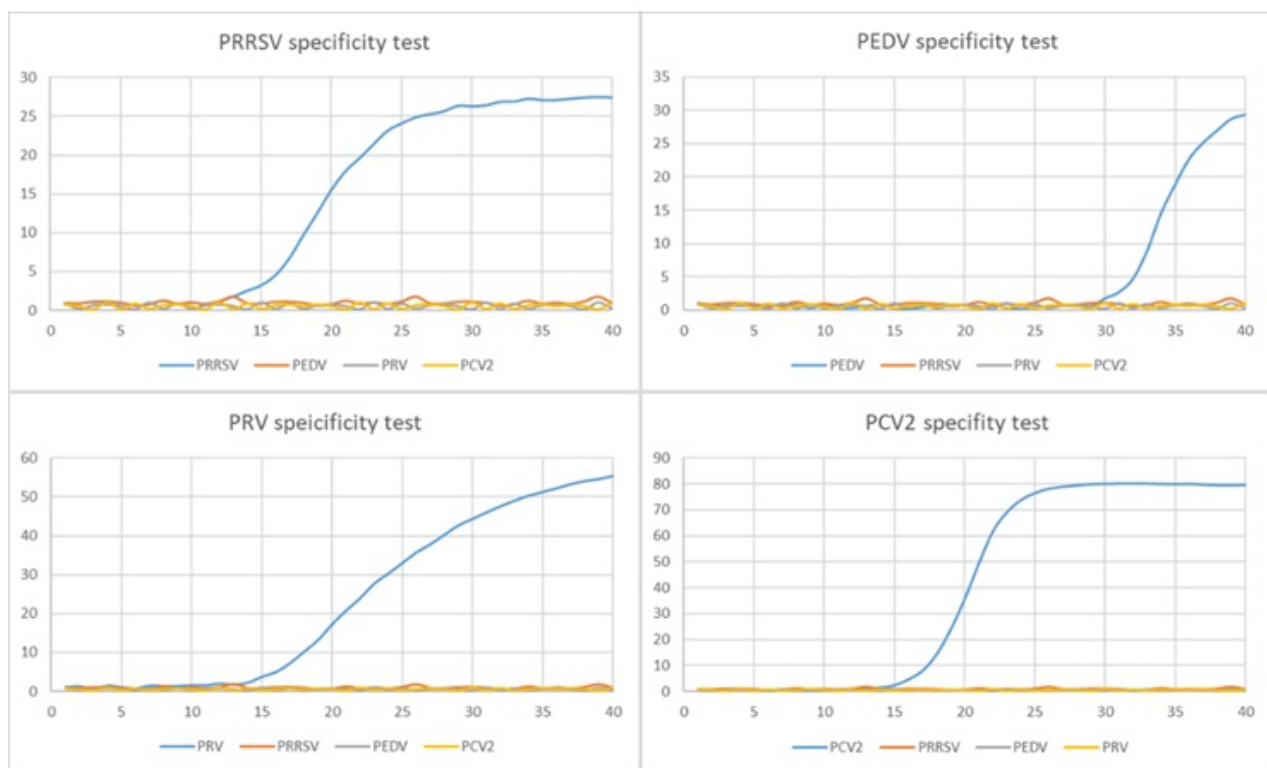 PRRSV specificity test
30
25
20
15
10
5
0
0 5 10 15 20 25 30 35 40
PRRSV PEDV PRV PCV2
PEDV specificity test
35
30
25
20
15
10
5
0
0 5 10 15 20 25 30 35 40
PEDV PRRSV PRV PCV2
PRV speicificity test
60
50
40
30
20
10
0
0 5 10 15 20 25 30 35 40
PRV PRRSV PEDV PCV2
PCV2 specifity test
90
80
70
60
50
40
30
20
10
0
0 5 10 15 20 25 30 35 40
PCV2 PRRSV PEDV PRV